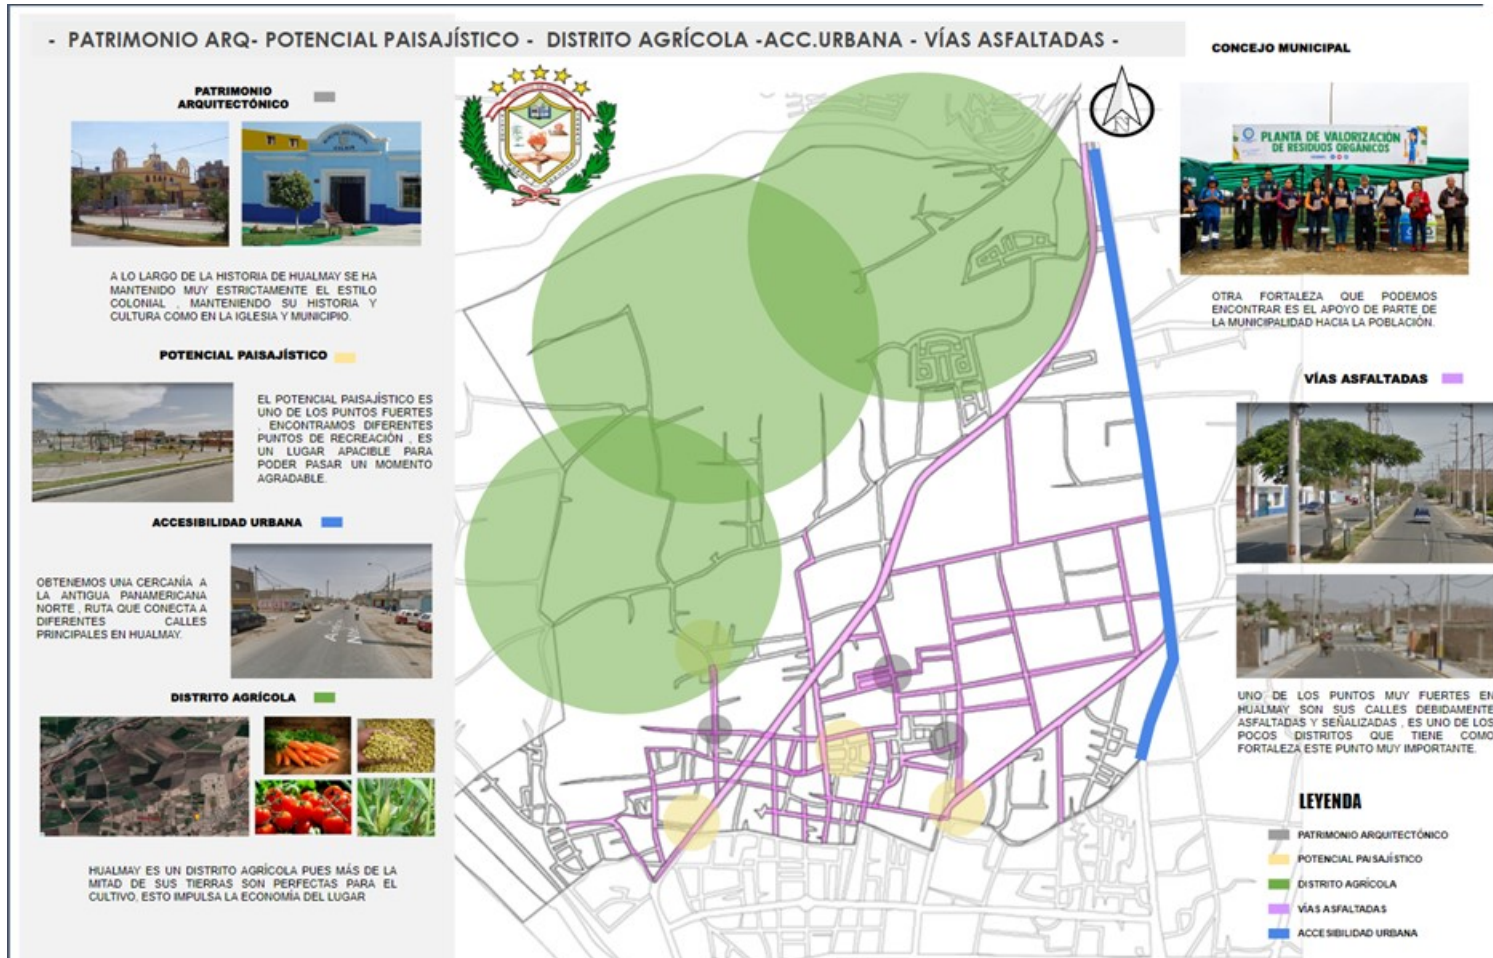 - PATRIMONIO ARQ- POTENCIAL PAISAJÍSTICO - DISTRITO AGRÍCOLA -ACC.URBANA - VÍAS ASFALTADAS -
PATRIMONIO
ARQUITECTÓNICO
A LO LARGO DE LA HISTORIA DE HUALMAY SE HA
MANTENIDO MUY ESTRICTAMENTE EL ESTILO
COLONIAL , MANTENIENDO SU HISTORIA Y
CULTURA COMO EN LA IGLESIA Y MUNICIPIO.
POTENCIAL PAISAJÍSTICO
EL POTENCIAL PAISAJÍSTICO ES
UNO DE LOS PUNTOS FUERTES
, ENCONTRAMOS DIFERENTES
PUNTOS DE RECREACIÓN , ES
UN LUGAR APACIBLE PARA
PODER PASAR UN MOMENTO
AGRADABLE.
ACCESIBILIDAD URBANA
OBTENEMOS UNA CERCANÍA A
LA ANTIGUA PANAMERICANA
NORTE , RUTA QUE CONECTA A
DIFERENTES CALLES
PRINCIPALES EN HUALMAY.
DISTRITO AGRÍCOLA
HUALMAY ES UN DISTRITO AGRÍCOLA PUES MÁS DE LA
MITAD DE SUS TIERRAS SON PERFECTAS PARA EL
CULTIVO, ESTO IMPULSA LA ECONOMÍA DEL LUGAR
N
CONCEJO MUNICIPAL
PLANTA DE VALORIZACIÓN
DE RESIDUOS ORGÁNICOS
OTRA FORTALEZA QUE PODEMOS
ENCONTRAR ES EL APOYO DE PARTE DE
LA MUNICIPALIDAD HACIA LA POBLACIÓN.
VÍAS ASFALTADAS
UNO DE LOS PUNTOS MUY FUERTES EN
HUALMAY SON SUS CALLES DEBIDAMENTE
ASFALTADAS Y SEÑALIZADAS , ES UNO DE LOS
POCOS DISTRITOS QUE TIENE COMO
FORTALEZA ESTE PUNTO MUY IMPORTANTE.
LEYENDA
PATRIMONIO ARQUITECTÓNICO
POTENCIAL PAISAJÍSTICO
DISTRITO AGRÍCOLA
VÍAS ASFALTADAS
ACCESIBILIDAD URBANA